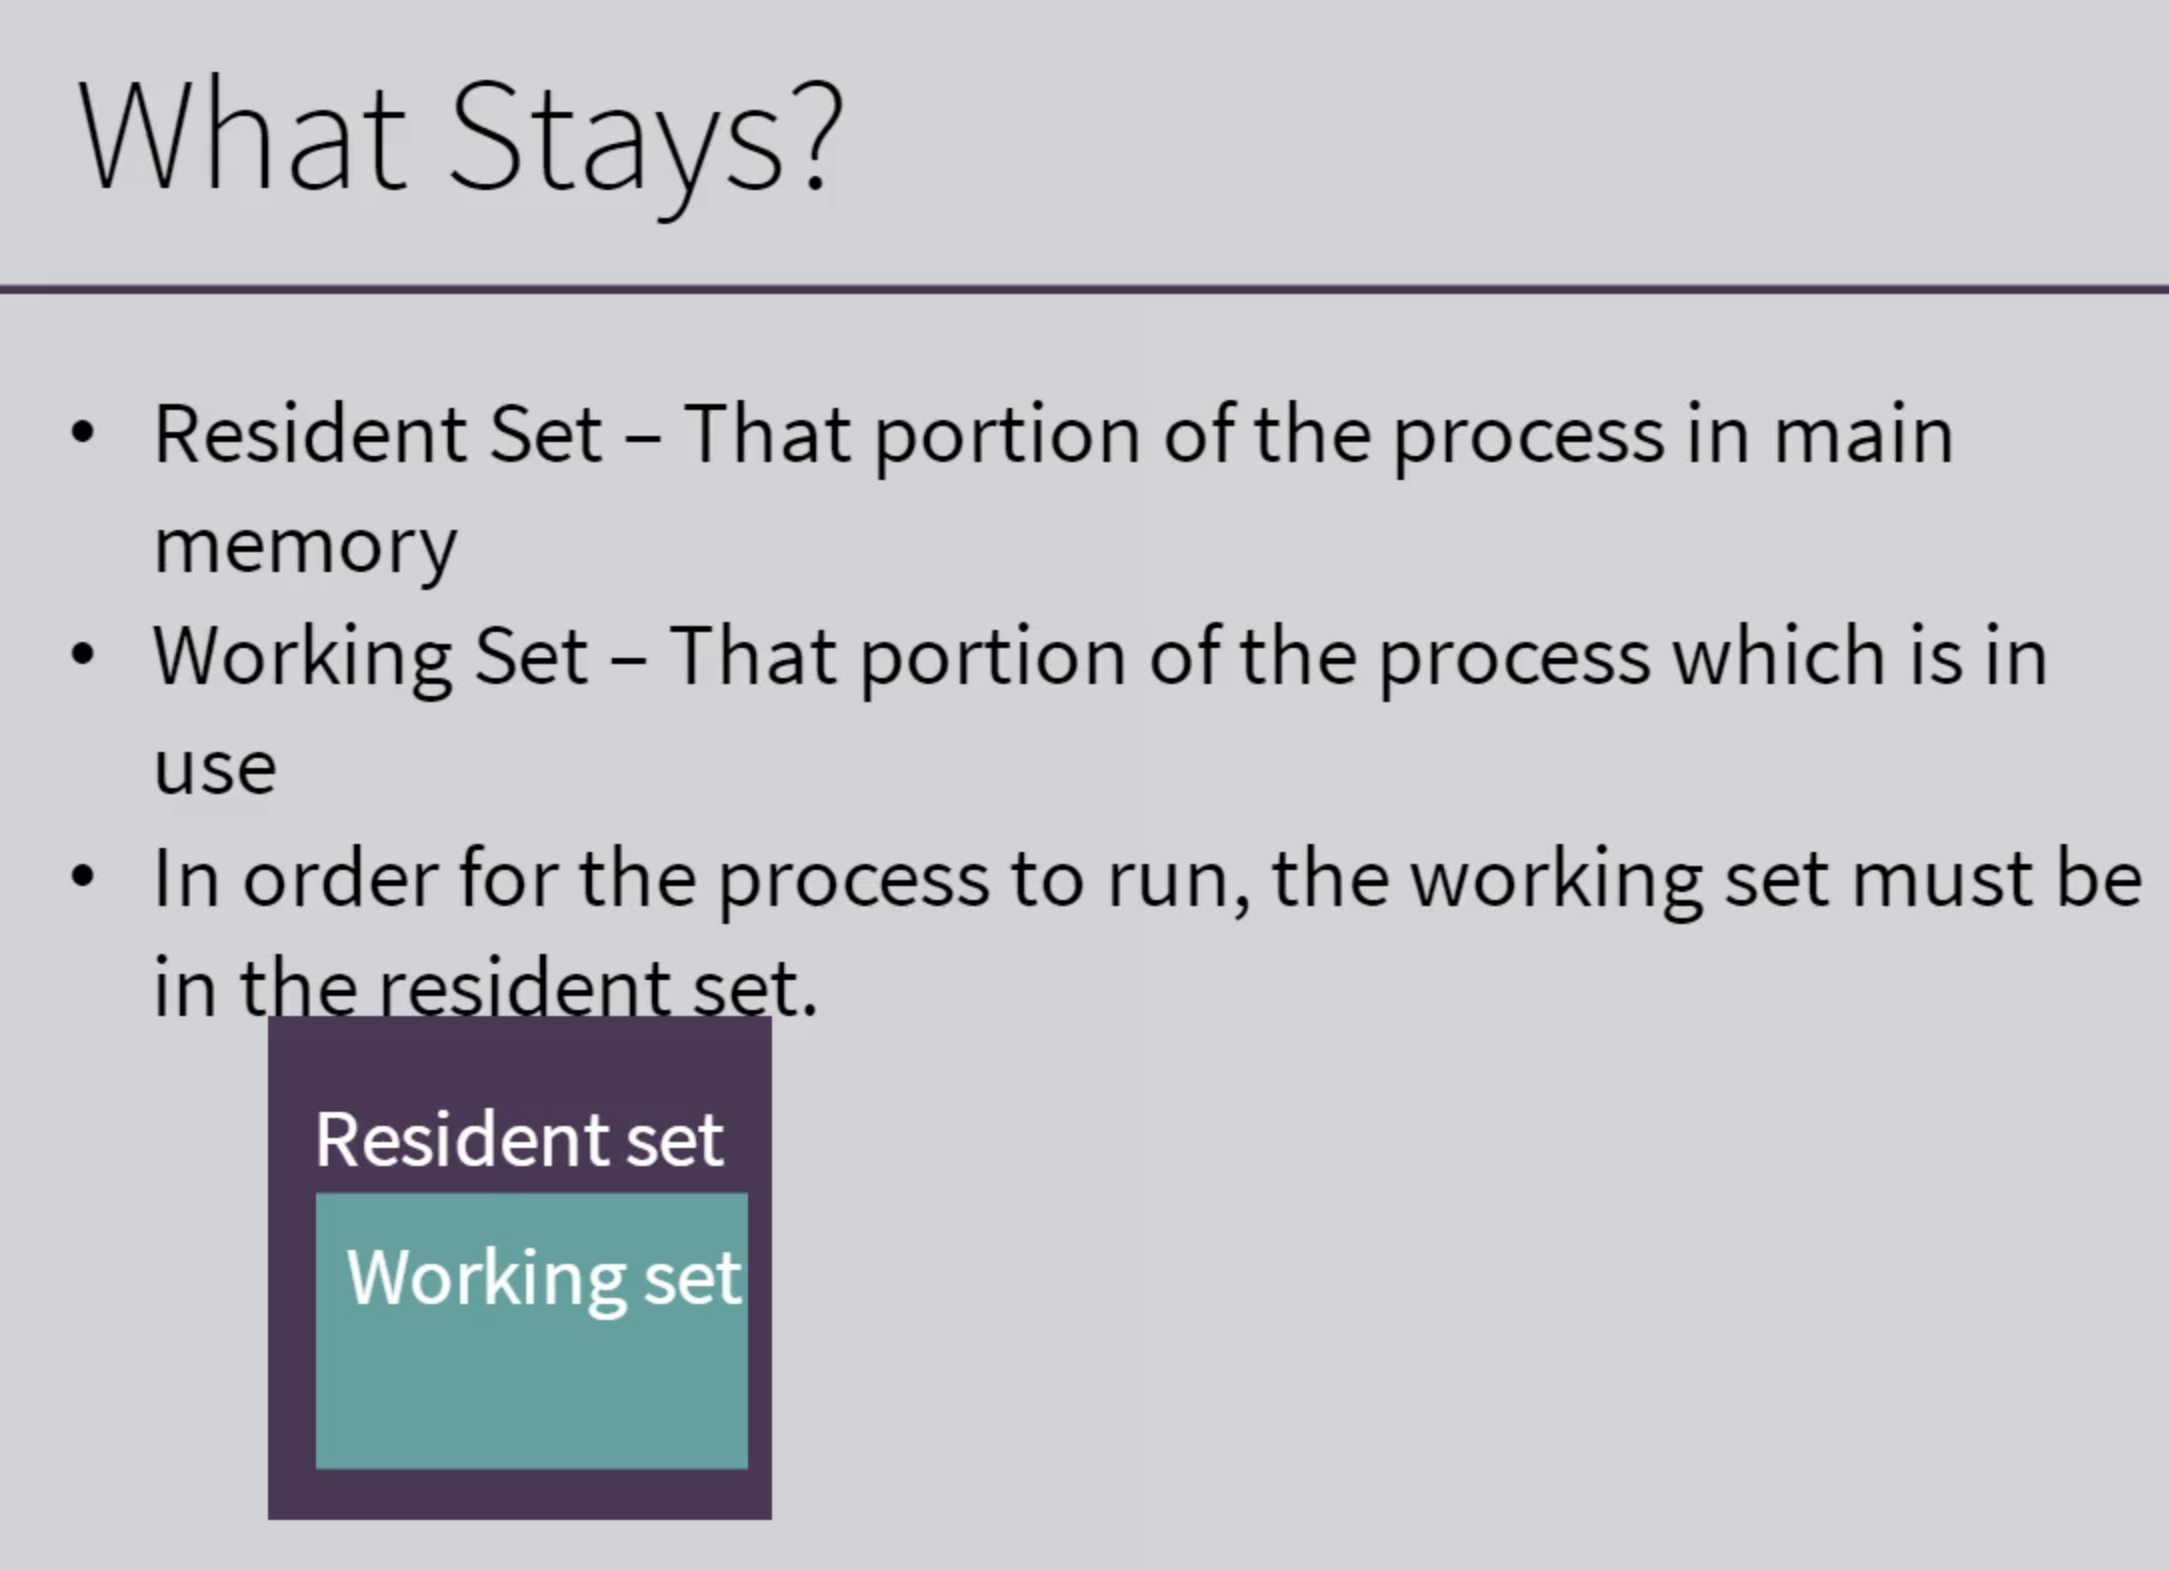 What Stays?
• Resident Set – That portion of the process in main
memory
• Working Set – That portion of the process which is in
use
• In order for the process to run, the working set must be
in the resident set.
Resident set
Working set